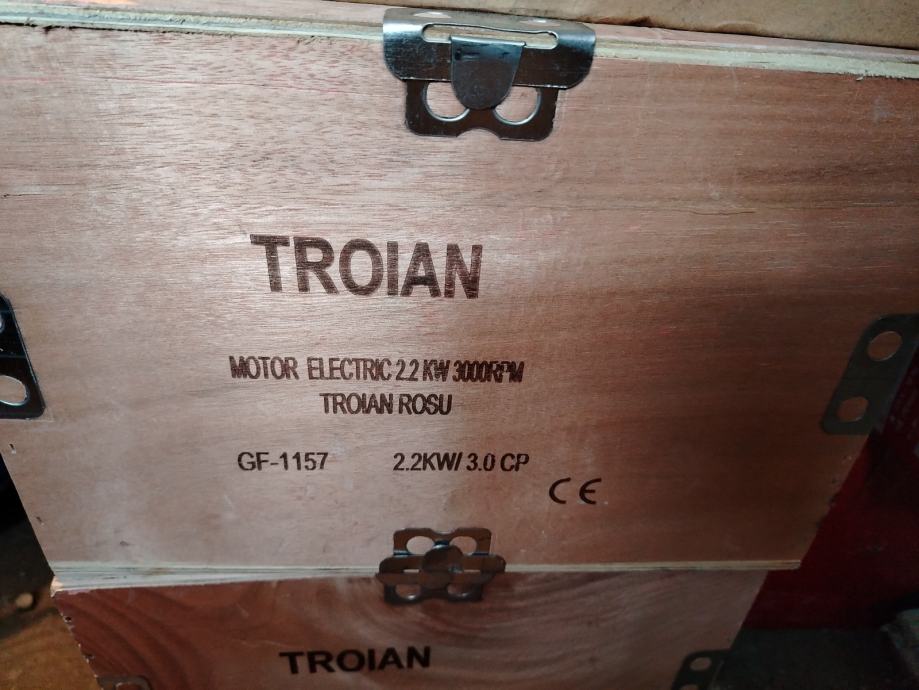 TROIAN
MOTOR ELECTRIC 2.2 KW 3000RPM
TROIAN ROSU
GF-1157 2.2KW/ 3.0 CP
CE
TROIAN